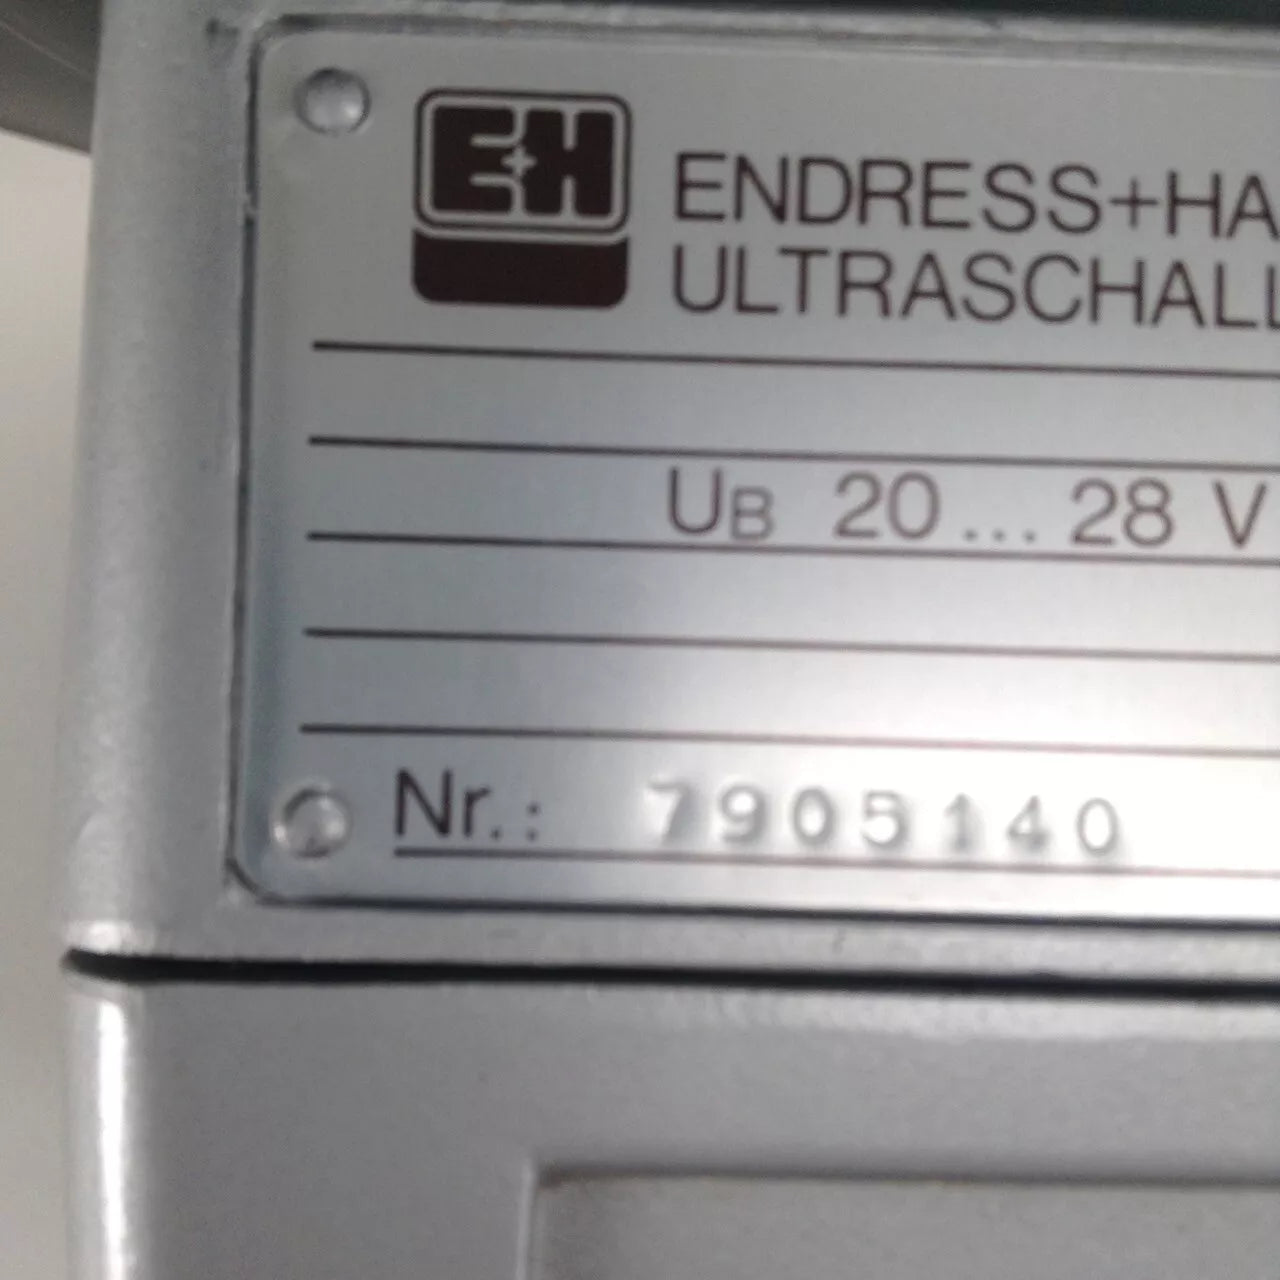 E+H
ENDRESS+HA
ULTRASCHALL
UB 20 ... 28 V
Nr.: 7905140